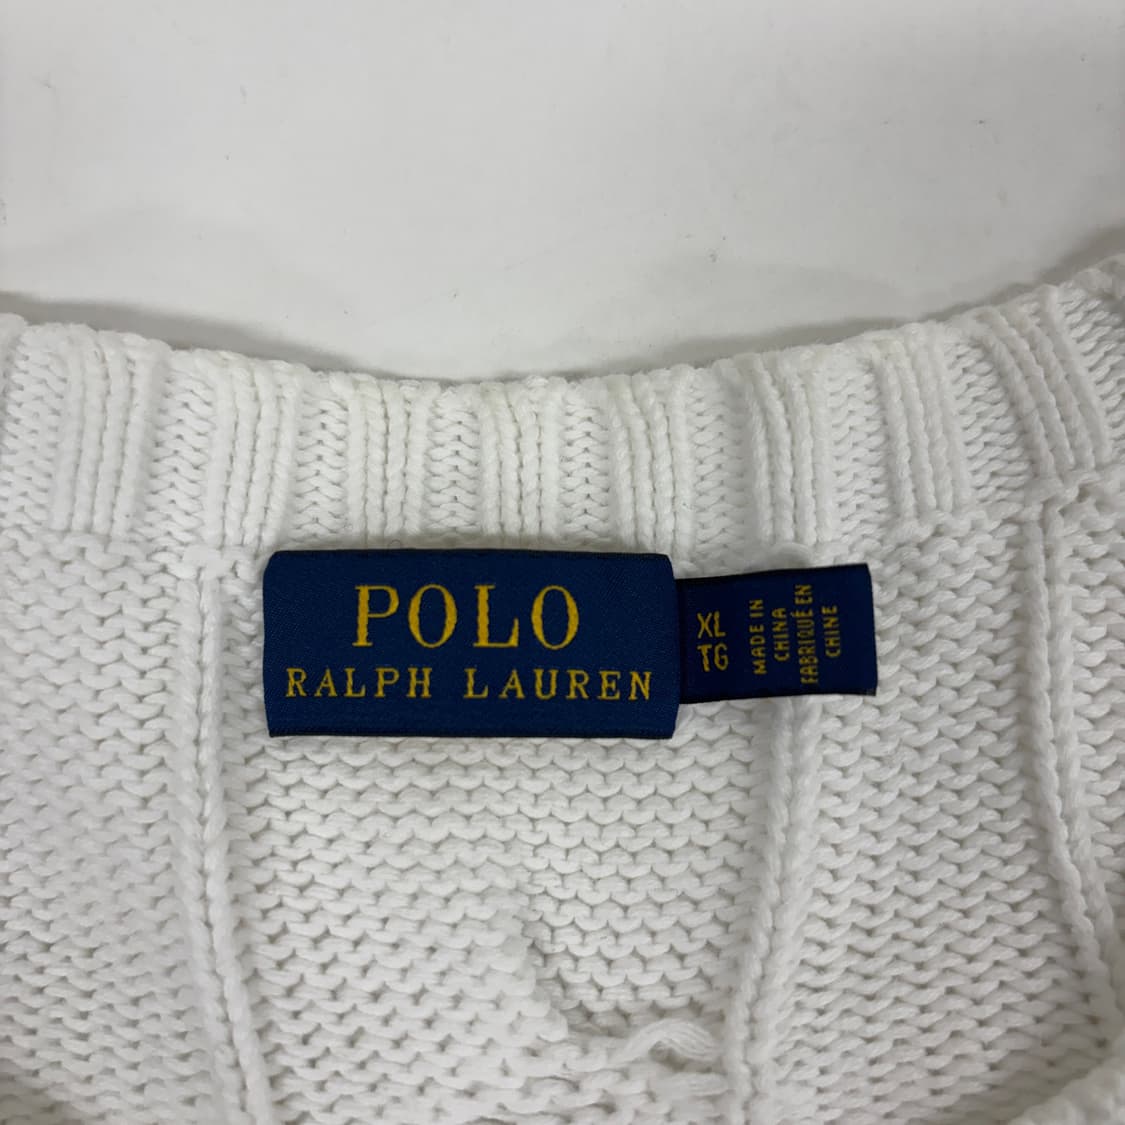 POLO
RALPH LAUREN
XL
TG
MADE IN
CHINA
FABRIQUÉ EN
CHINE